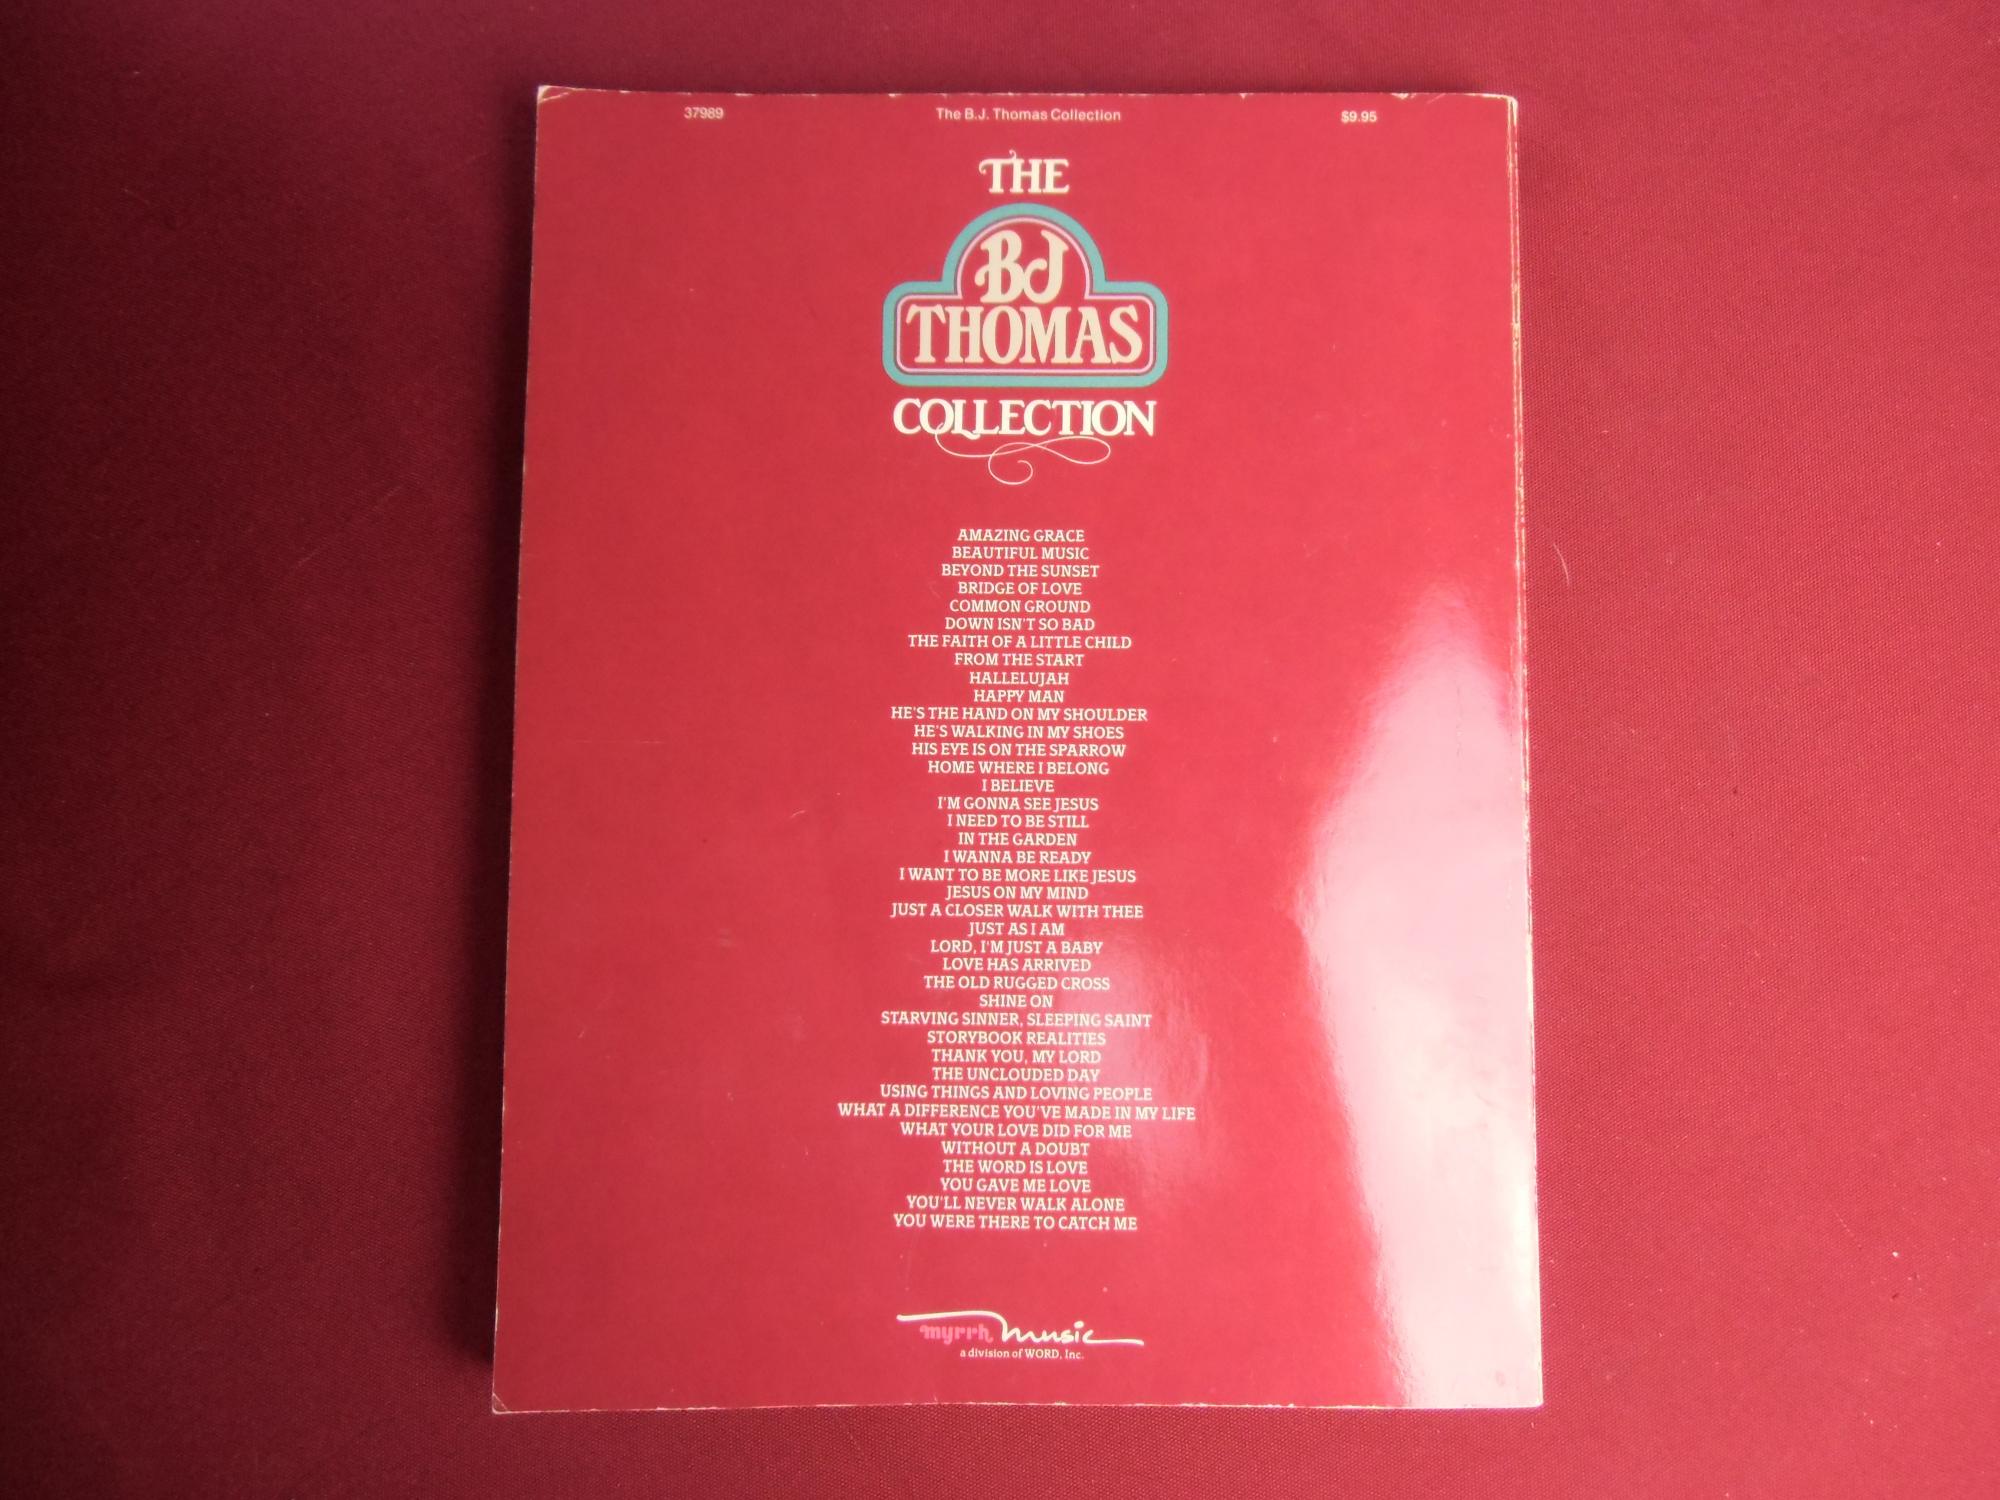 37989 The B.J. Thomas Collection $9.95
THE
BJ
THOMAS
COLLECTION
AMAZING GRACE
BEAUTIFUL MUSIC
BEYOND THE SUNSET
BRIDGE OF LOVE
COMMON GROUND
DOWN ISN'T SO BAD
THE FAITH OF A LITTLE CHILD
FROM THE START
HALLELUJAH
HAPPY MAN
HE'S THE HAND ON MY SHOULDER
HE'S WALKING IN MY SHOES
HIS EYE IS ON THE SPARROW
HOME WHERE I BELONG
I BELIEVE
I'M GONNA SEE JESUS
I NEED TO BE STILL
IN THE GARDEN
I WANNA BE READY
I WANT TO BE MORE LIKE JESUS
JESUS ON MY MIND
JUST A CLOSER WALK WITH THEE
JUST AS I AM
LORD, I'M JUST A BABY
LOVE HAS ARRIVED
THE OLD RUGGED CROSS
SHINE ON
STARVING SINNER, SLEEPING SAINT
STORYBOOK REALITIES
THANK YOU, MY LORD
THE UNCLOUDED DAY
USING THINGS AND LOVING PEOPLE
WHAT A DIFFERENCE YOU'VE MADE IN MY LIFE
WHAT YOUR LOVE DID FOR ME
WITHOUT A DOUBT
THE WORD IS LOVE
YOU GAVE ME LOVE
YOU'LL NEVER WALK ALONE
YOU WERE THERE TO CATCH ME
myrrh music
a division of WORD, Inc.